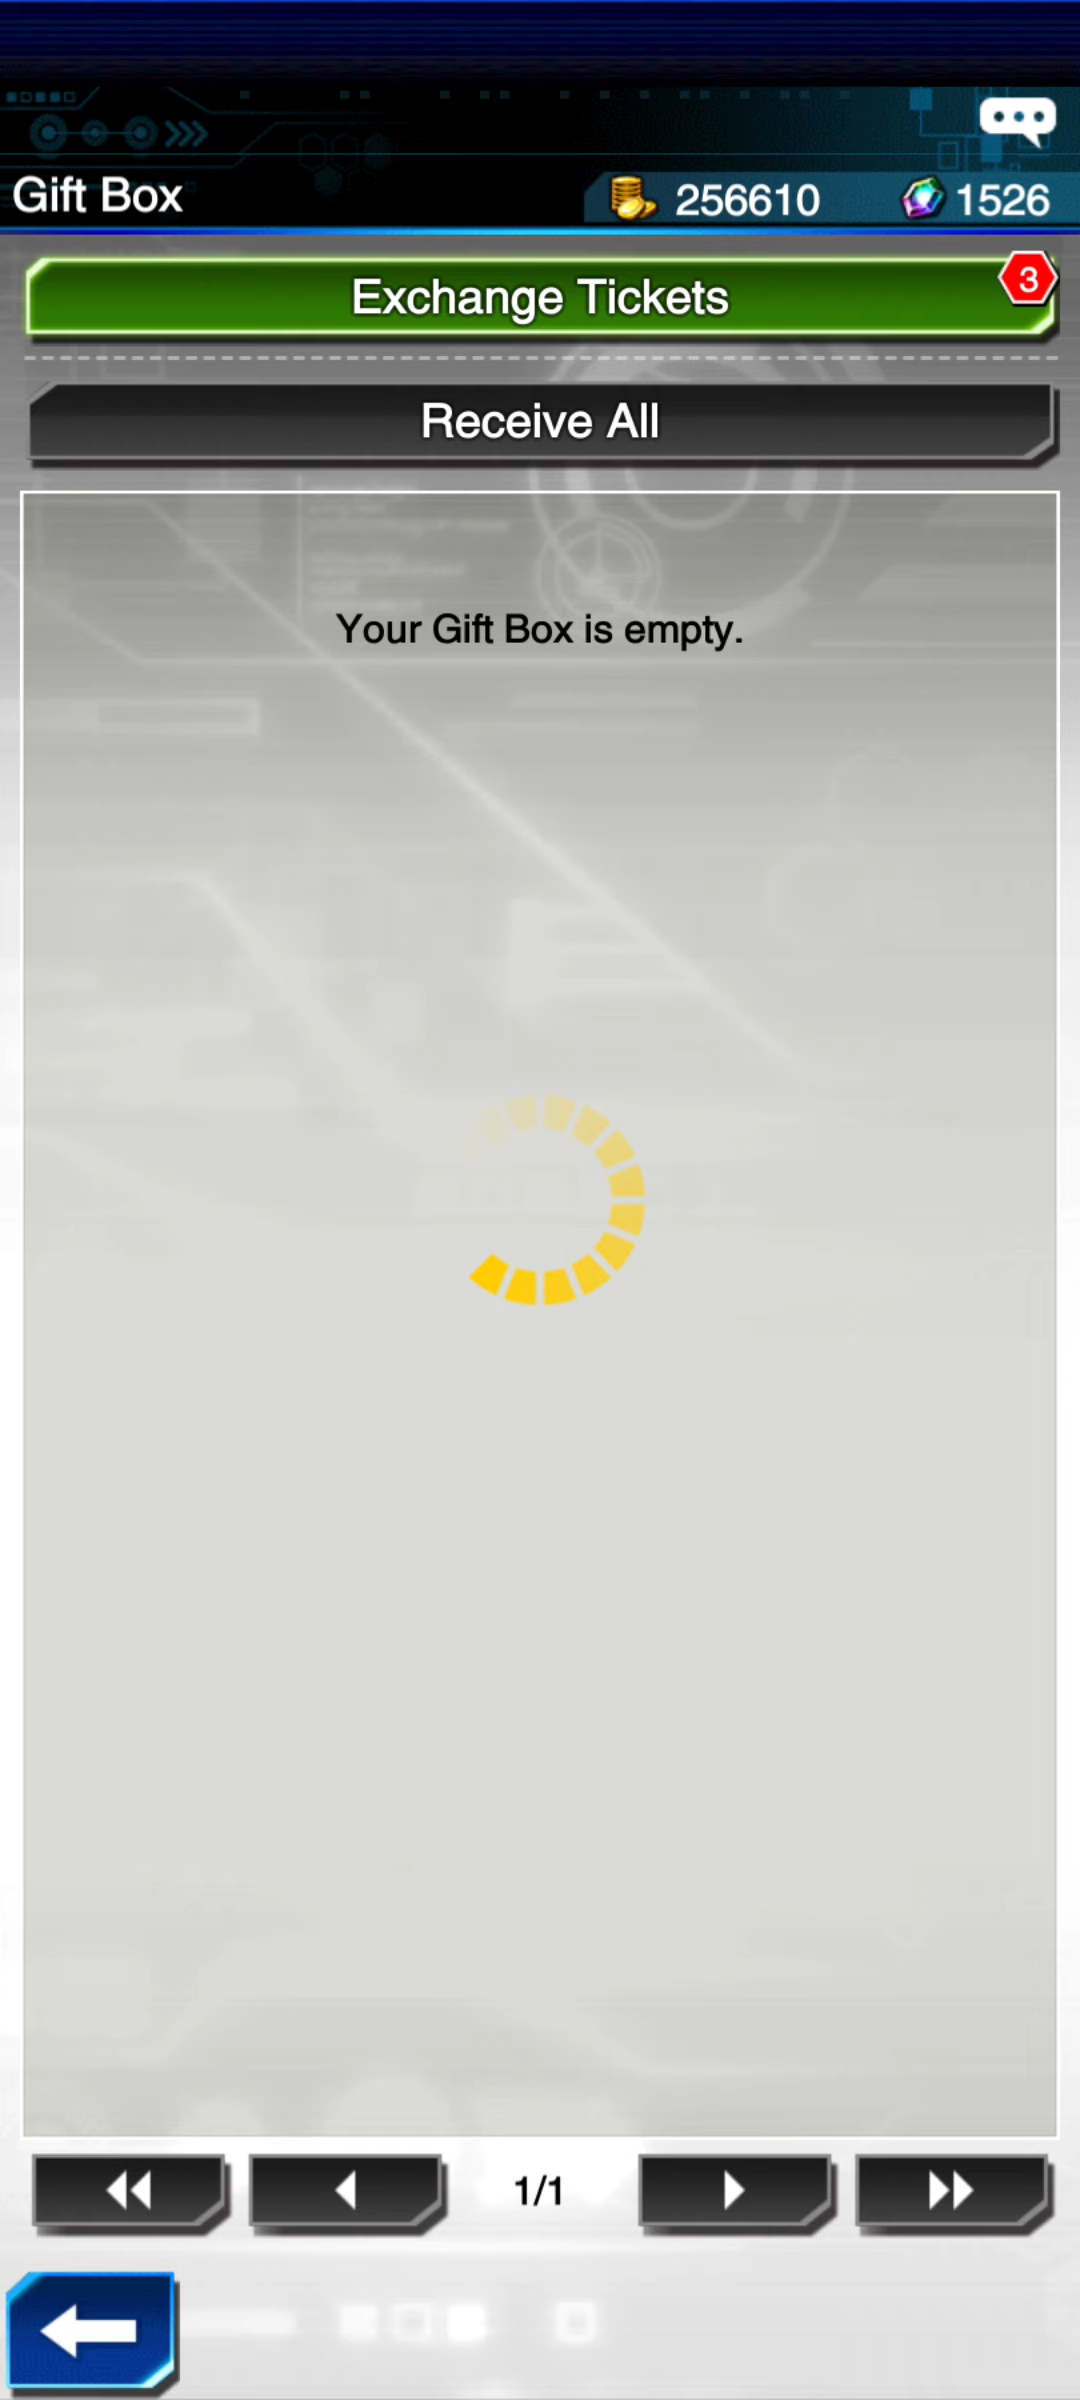 Gift Box
256610
1526
Exchange Tickets
3
Receive All
Your Gift Box is empty.
1/1